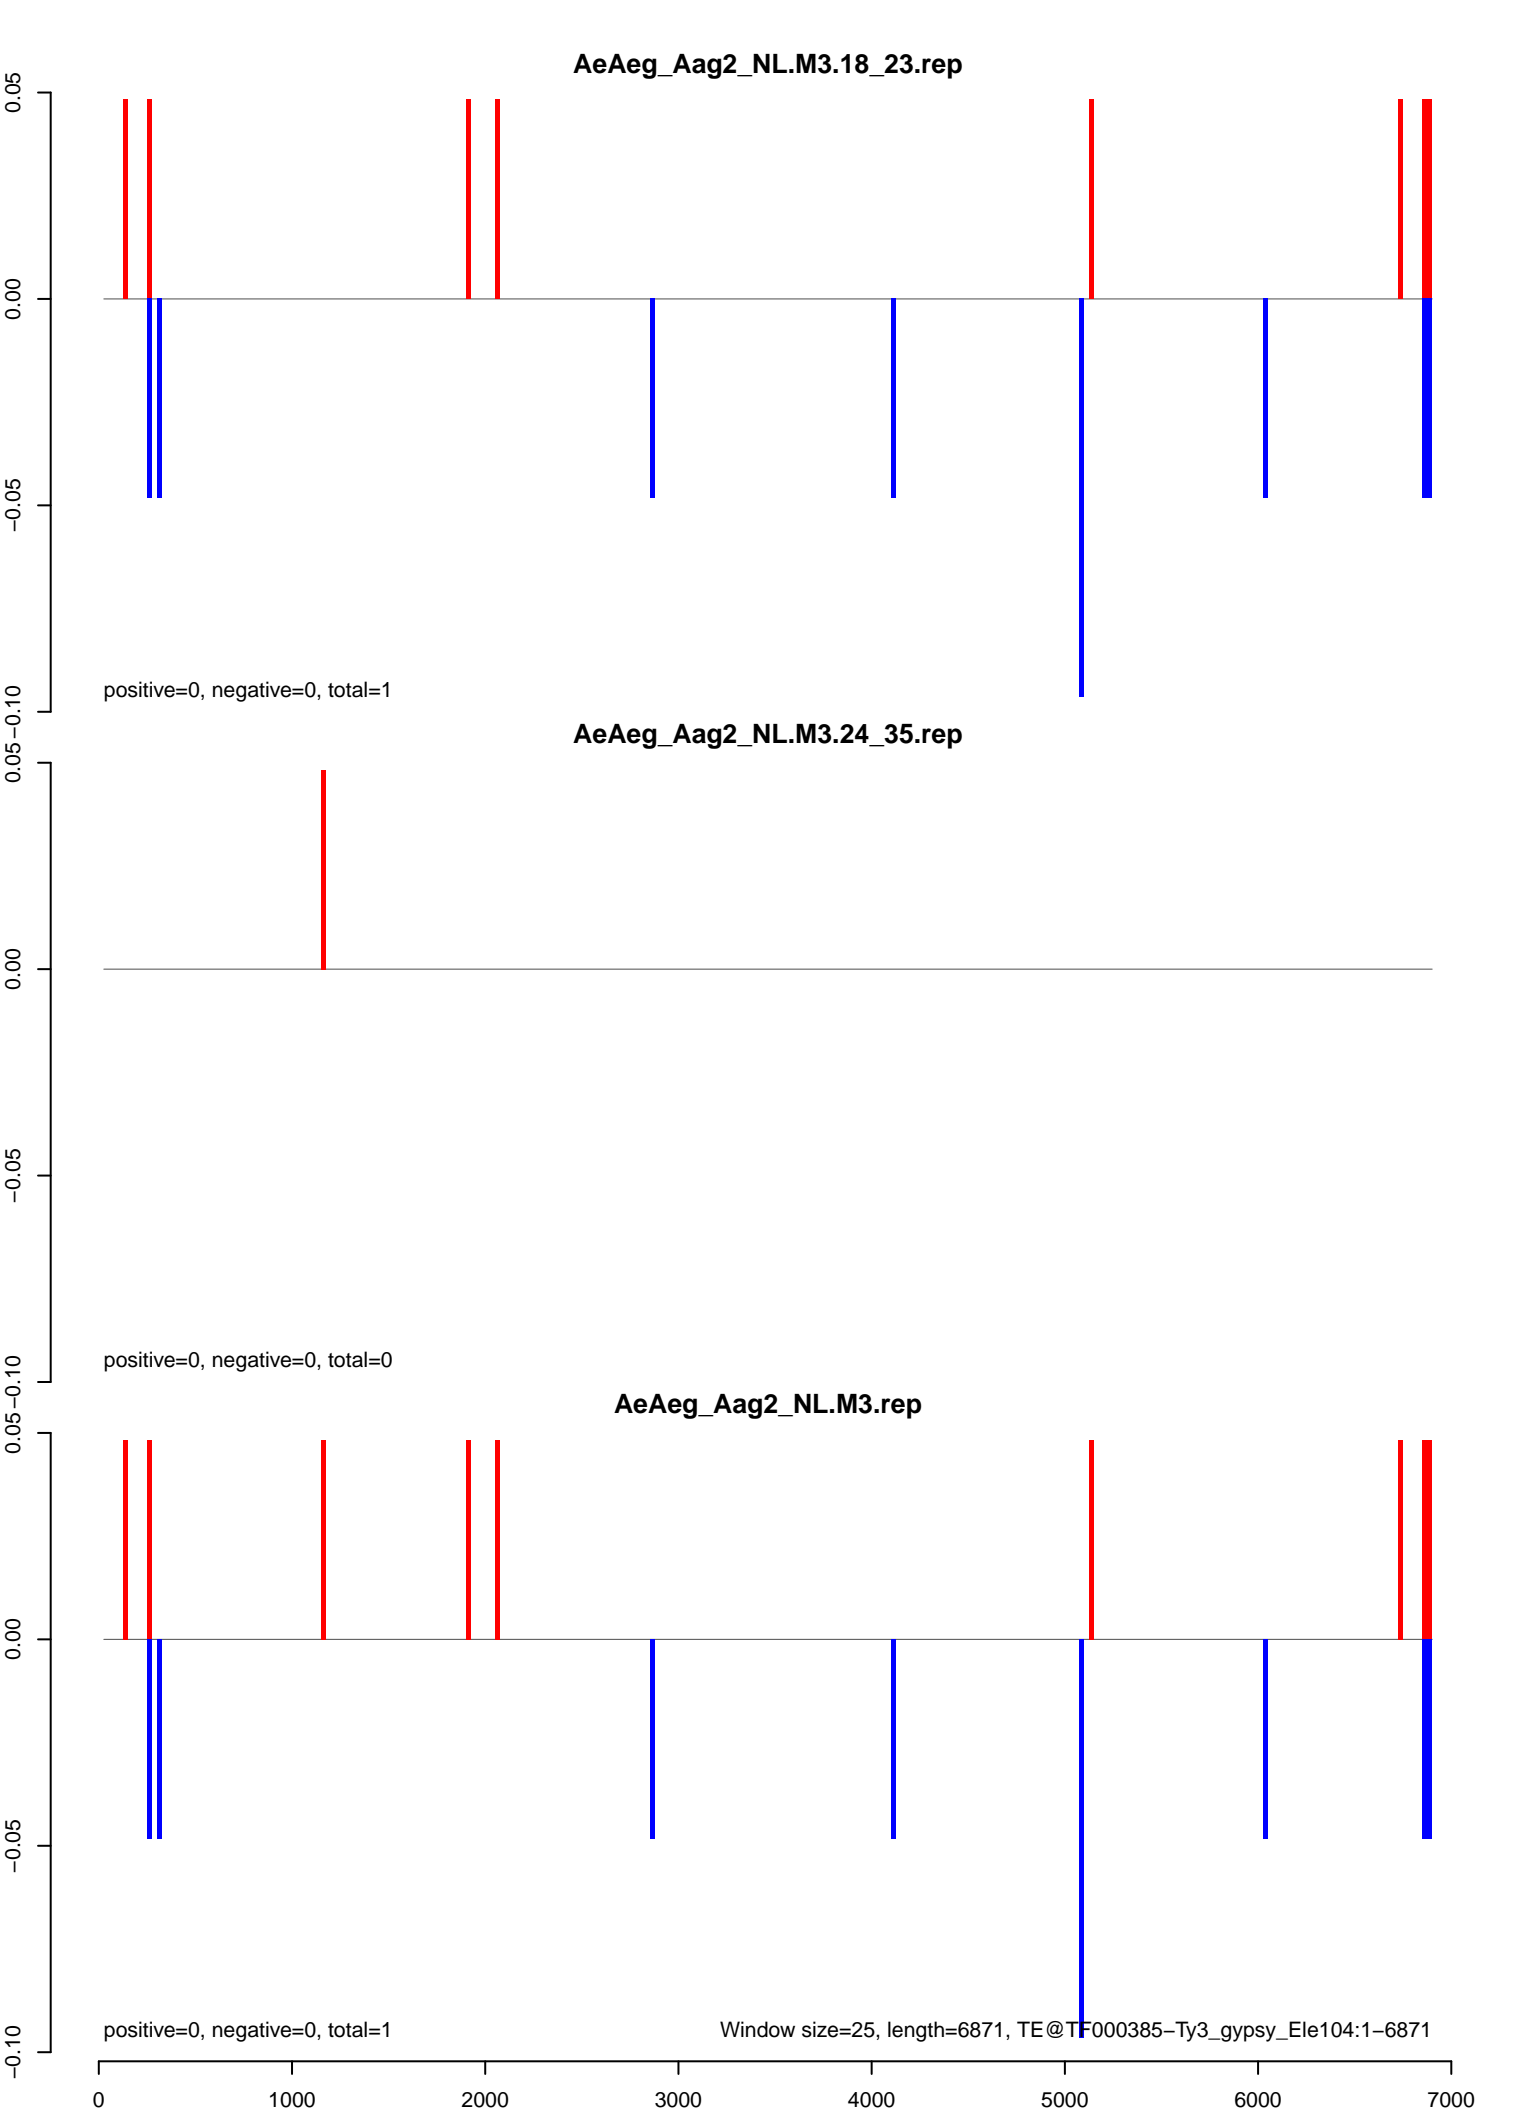 AeAeg_Aag2_NL.M3.18_23.rep
0.05
0.00
−0.05
−0.10
positive=0, negative=0, total=1
AeAeg_Aag2_NL.M3.24_35.rep
0.05
0.00
−0.05
−0.10
positive=0, negative=0, total=0
AeAeg_Aag2_NL.M3.rep
0.05
0.00
−0.05
−0.10
positive=0, negative=0, total=1
Window size=25, length=6871, TE@TF000385−Ty3_gypsy_Ele104:1−6871
0 1000 2000 3000 4000 5000 6000 7000